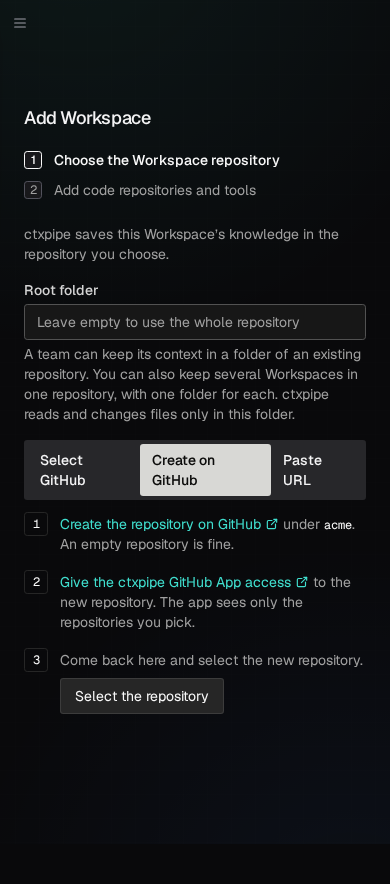 Add Workspace
1 Choose the Workspace repository
2 Add code repositories and tools
ctxpipe saves this Workspace's knowledge in the
repository you choose.
Root folder
Leave empty to use the whole repository
A team can keep its context in a folder of an existing
repository. You can also keep several Workspaces in
one repository, with one folder for each. ctxpipe
reads and changes files only in this folder.
Select GitHub
Create on GitHub
Paste URL
1 Create the repository on GitHub under acme.
An empty repository is fine.
2 Give the ctxpipe GitHub App access to the
new repository. The app sees only the
repositories you pick.
3 Come back here and select the new repository.
Select the repository